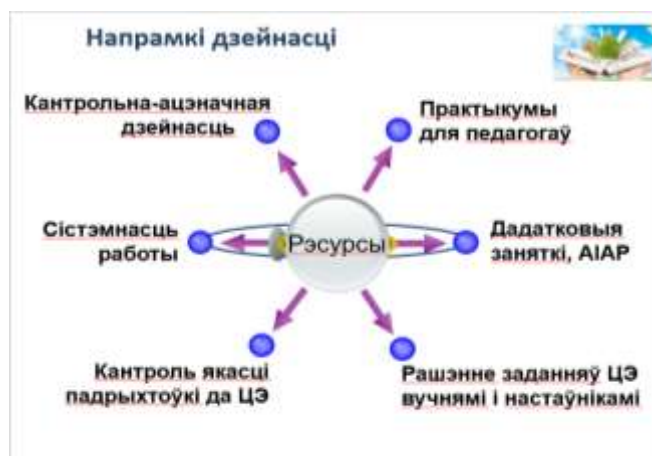 Напрамкі дзейнасці
Кантрольна-ацэначная
дзейнасць
Практыкумы
для педагогаў
Сістэмнасць
работы
Рэсурсы
Дадатковыя
заняткі, АІАР
Кантроль якасці
падрыхтоўкі да ЦЭ
Рашэнне заданняў ЦЭ
вучнямі і настаўнікамі